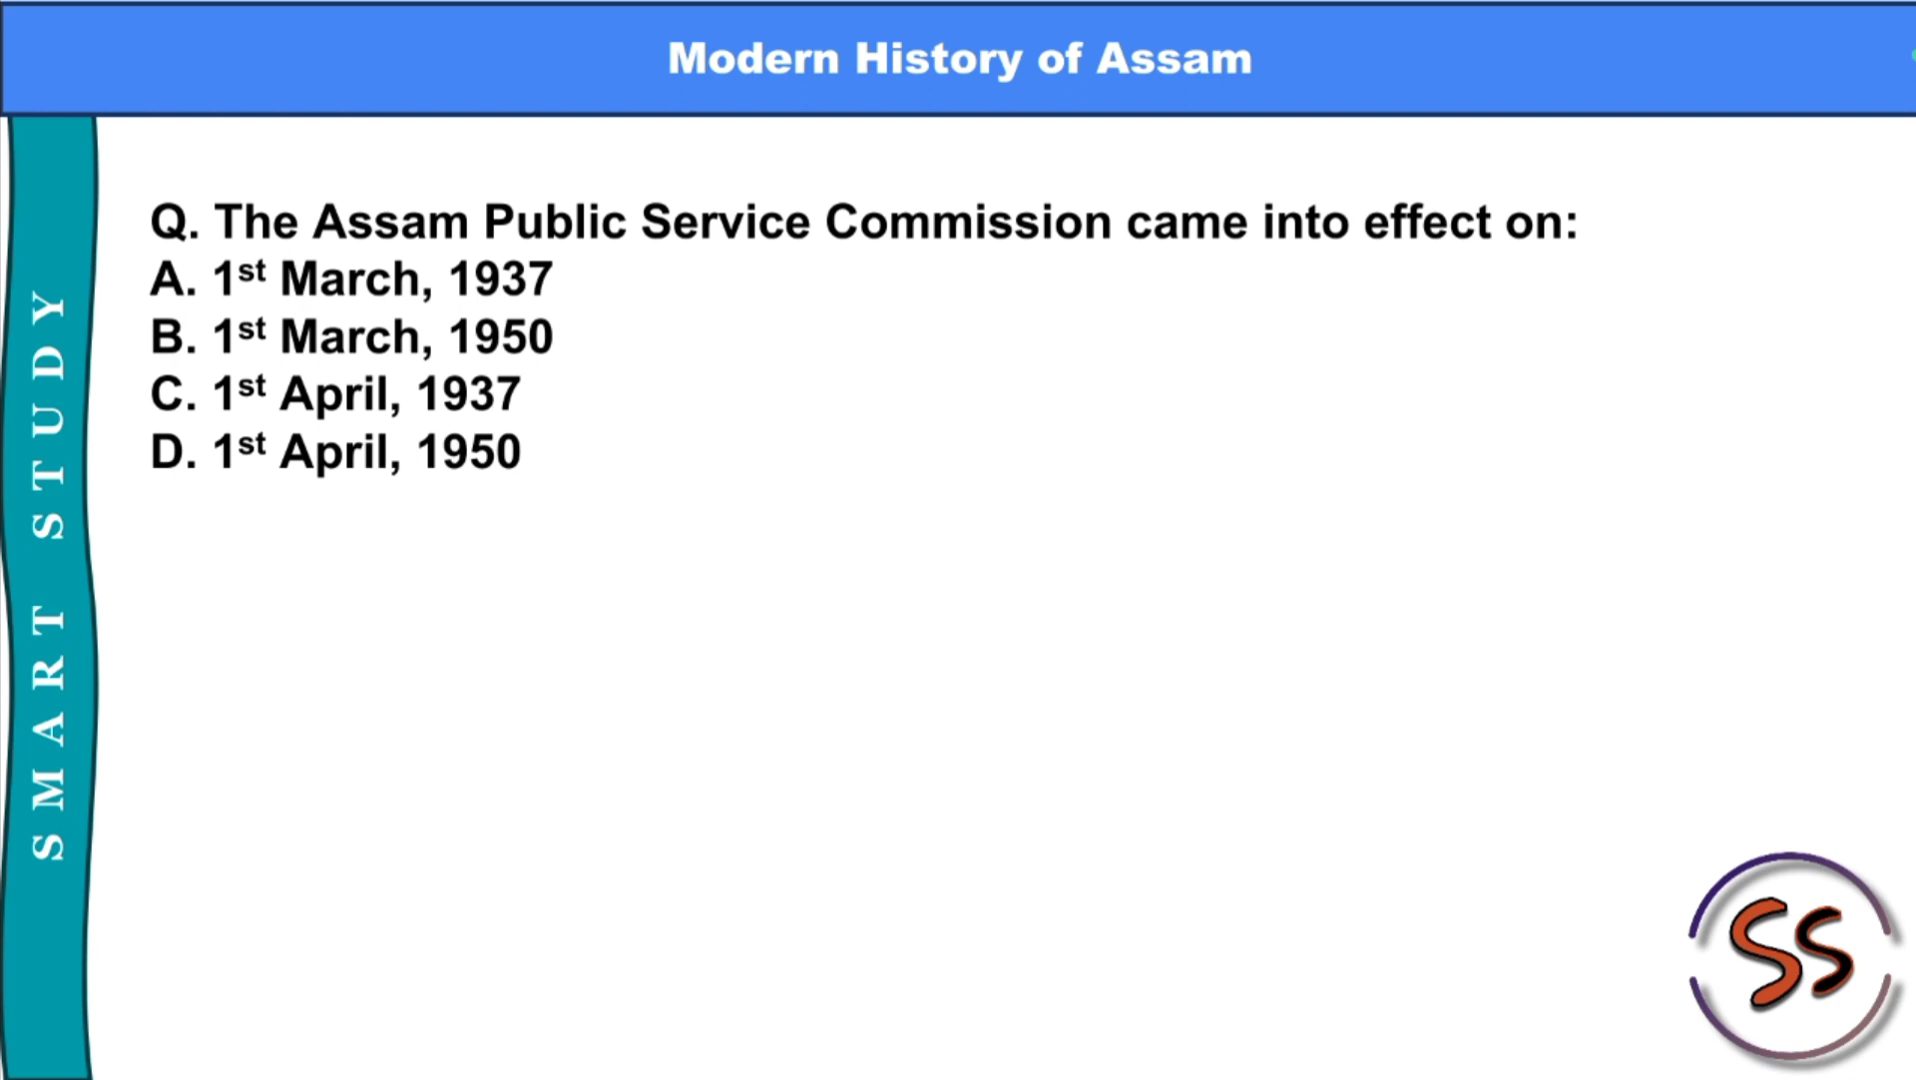 Modern History of Assam
Q. The Assam Public Service Commission came into effect on:
A. 1st March, 1937
B. 1st March, 1950
C. 1st April, 1937
D. 1st April, 1950
SMART STUDY
SS